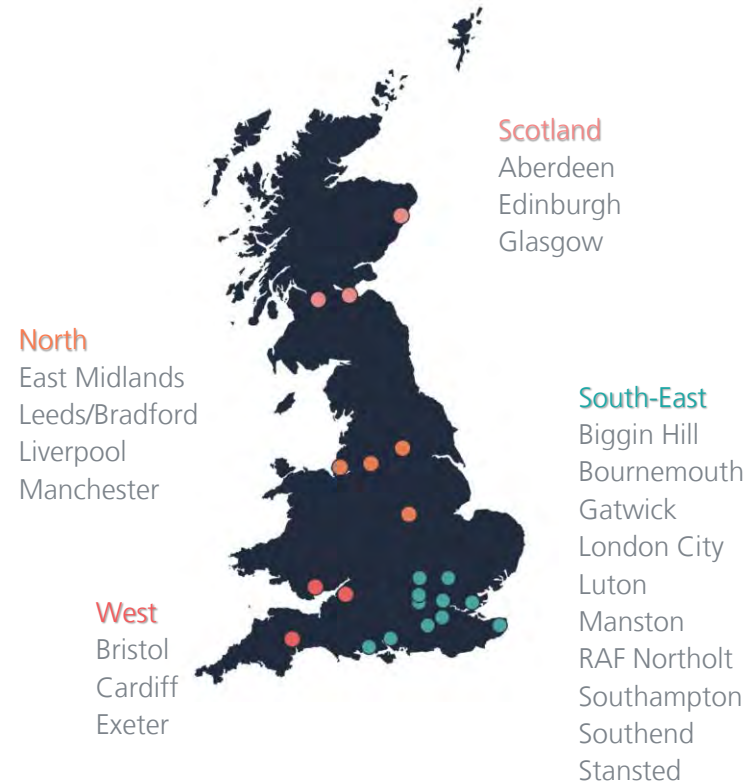 Scotland
Aberdeen
Edinburgh
Glasgow
North
East Midlands
Leeds/Bradford
Liverpool
Manchester
South-East
Biggin Hill
Bournemouth
Gatwick
London City
Luton
Manston
RAF Northolt
Southampton
Southend
Stansted
West
Bristol
Cardiff
Exeter